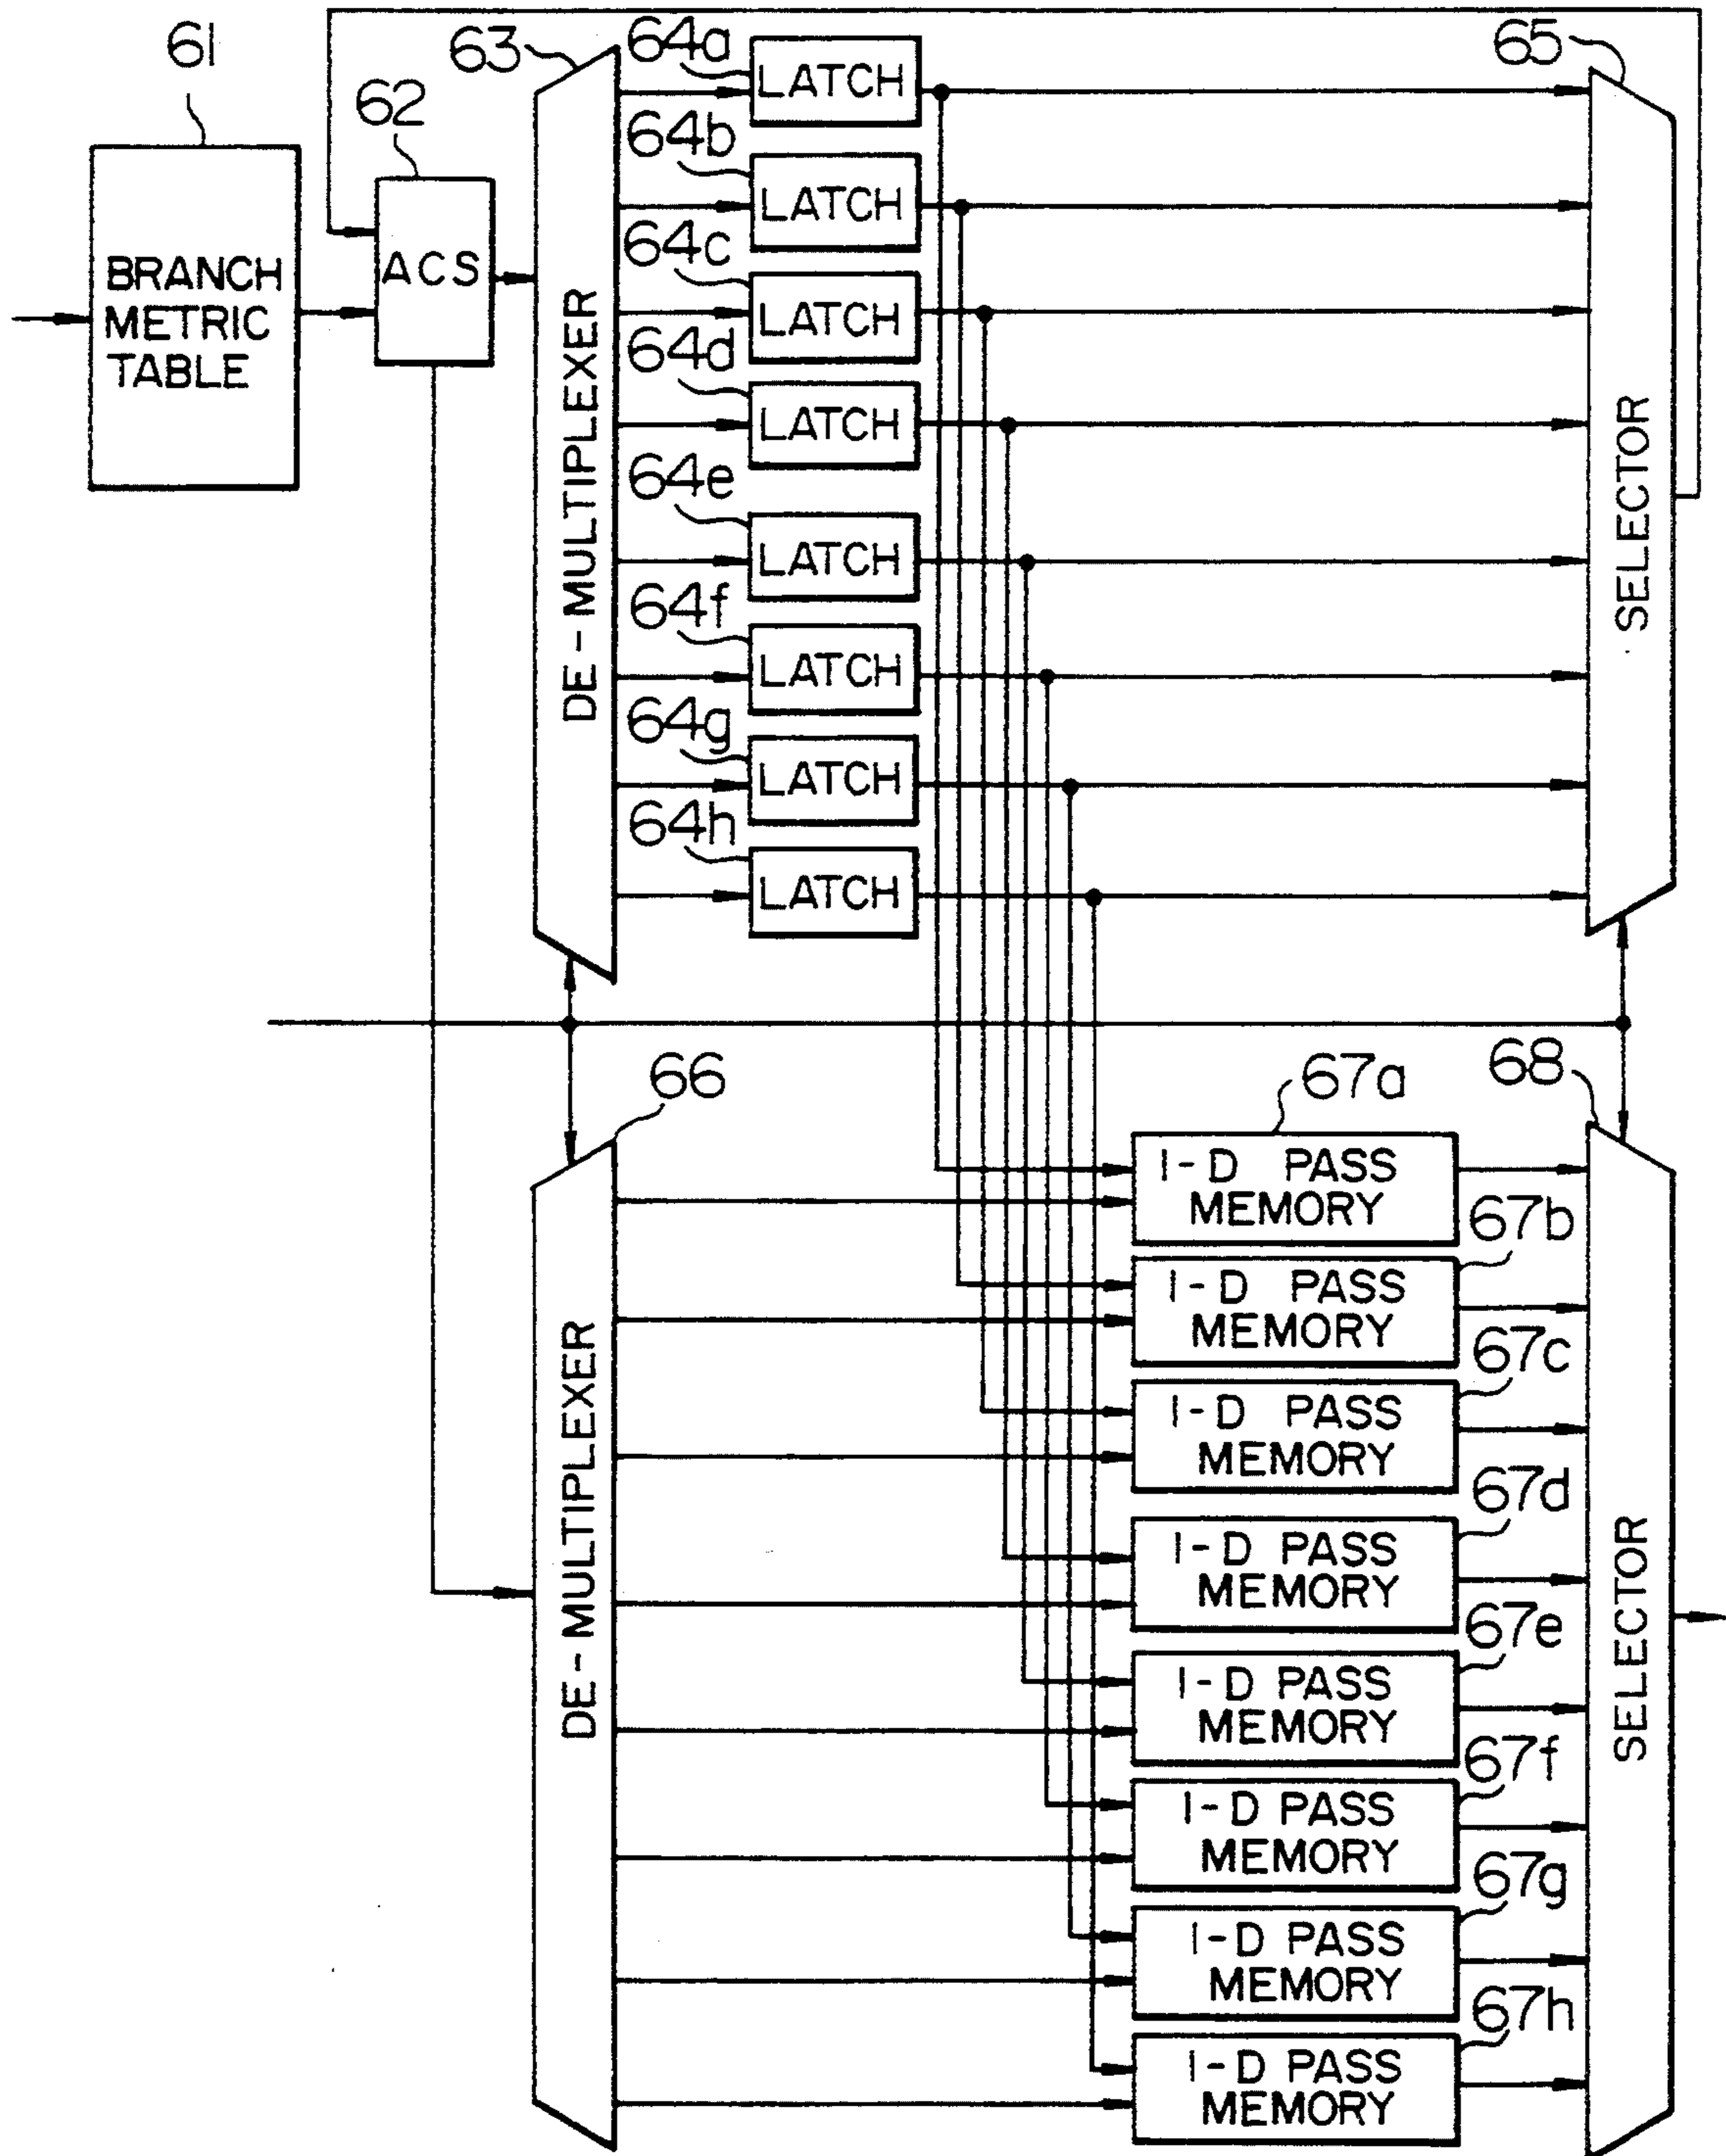 61
BRANCH
METRIC
TABLE
62
ACS
63
DE-MULTIPLEXER
64a
LATCH
64b
LATCH
64c
LATCH
64d
LATCH
64e
LATCH
64f
LATCH
64g
LATCH
64h
LATCH
65
SELECTOR
66
DE-MULTIPLEXER
67a
1-D PASS
MEMORY
67b
1-D PASS
MEMORY
67c
1-D PASS
MEMORY
67d
1-D PASS
MEMORY
67e
1-D PASS
MEMORY
67f
1-D PASS
MEMORY
67g
1-D PASS
MEMORY
67h
1-D PASS
MEMORY
68
SELECTOR